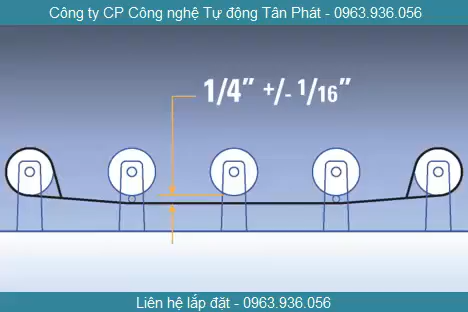 Công ty CP Công nghệ Tự động Tân Phát - 0963.936.056
1/4” +/- 1/16”
Liên hệ lắp đặt - 0963.936.056